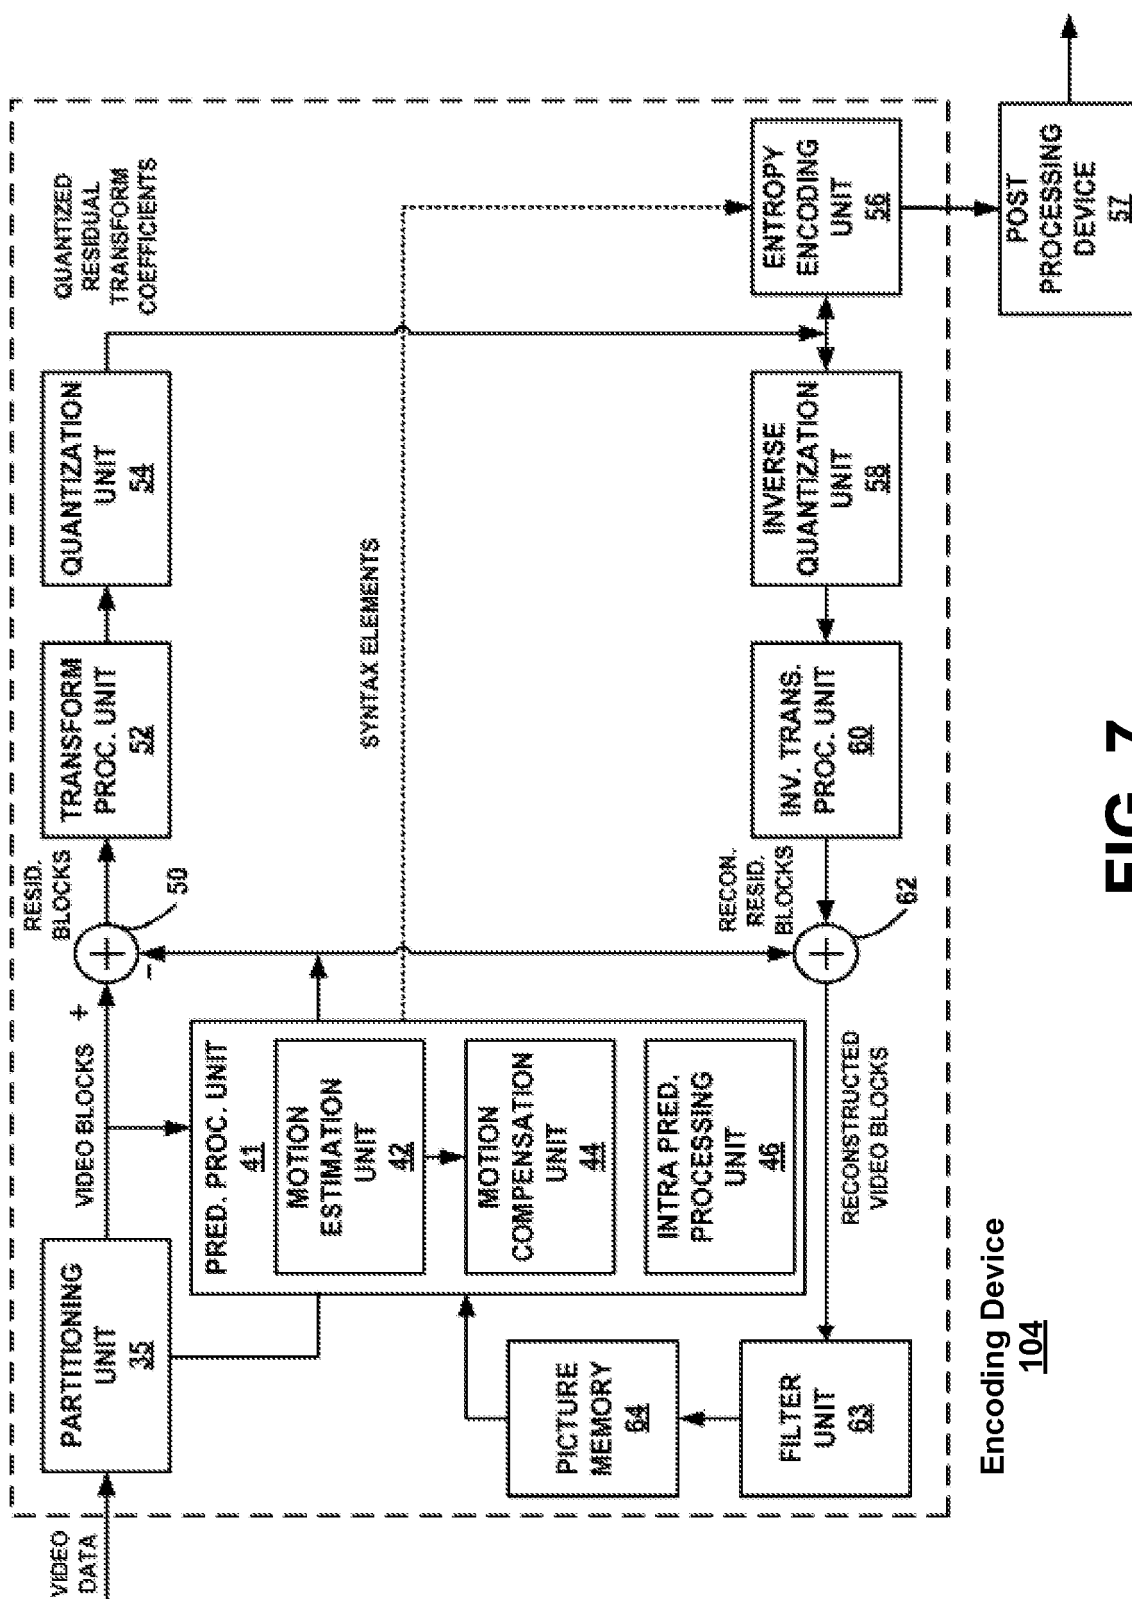 VIDEO
DATA
PARTITIONING
UNIT
35
VIDEO BLOCKS
+
-
50
RESID.
BLOCKS
TRANSFORM
PROC. UNIT
52
QUANTIZATION
UNIT
54
QUANTIZED
RESIDUAL
TRANSFORM
COEFFICIENTS
PRED. PROC. UNIT
41
MOTION
ESTIMATION
UNIT
42
MOTION
COMPENSATION
UNIT
44
INTRA PRED.
PROCESSING
UNIT
46
SYNTAX ELEMENTS
PICTURE
MEMORY
64
FILTER
UNIT
63
RECONSTRUCTED
VIDEO BLOCKS
62
RECON.
RESID.
BLOCKS
INV. TRANS.
PROC. UNIT
60
INVERSE
QUANTIZATION
UNIT
58
ENTROPY
ENCODING
UNIT
56
POST
PROCESSING
DEVICE
57
Encoding Device
104
FIG. 7